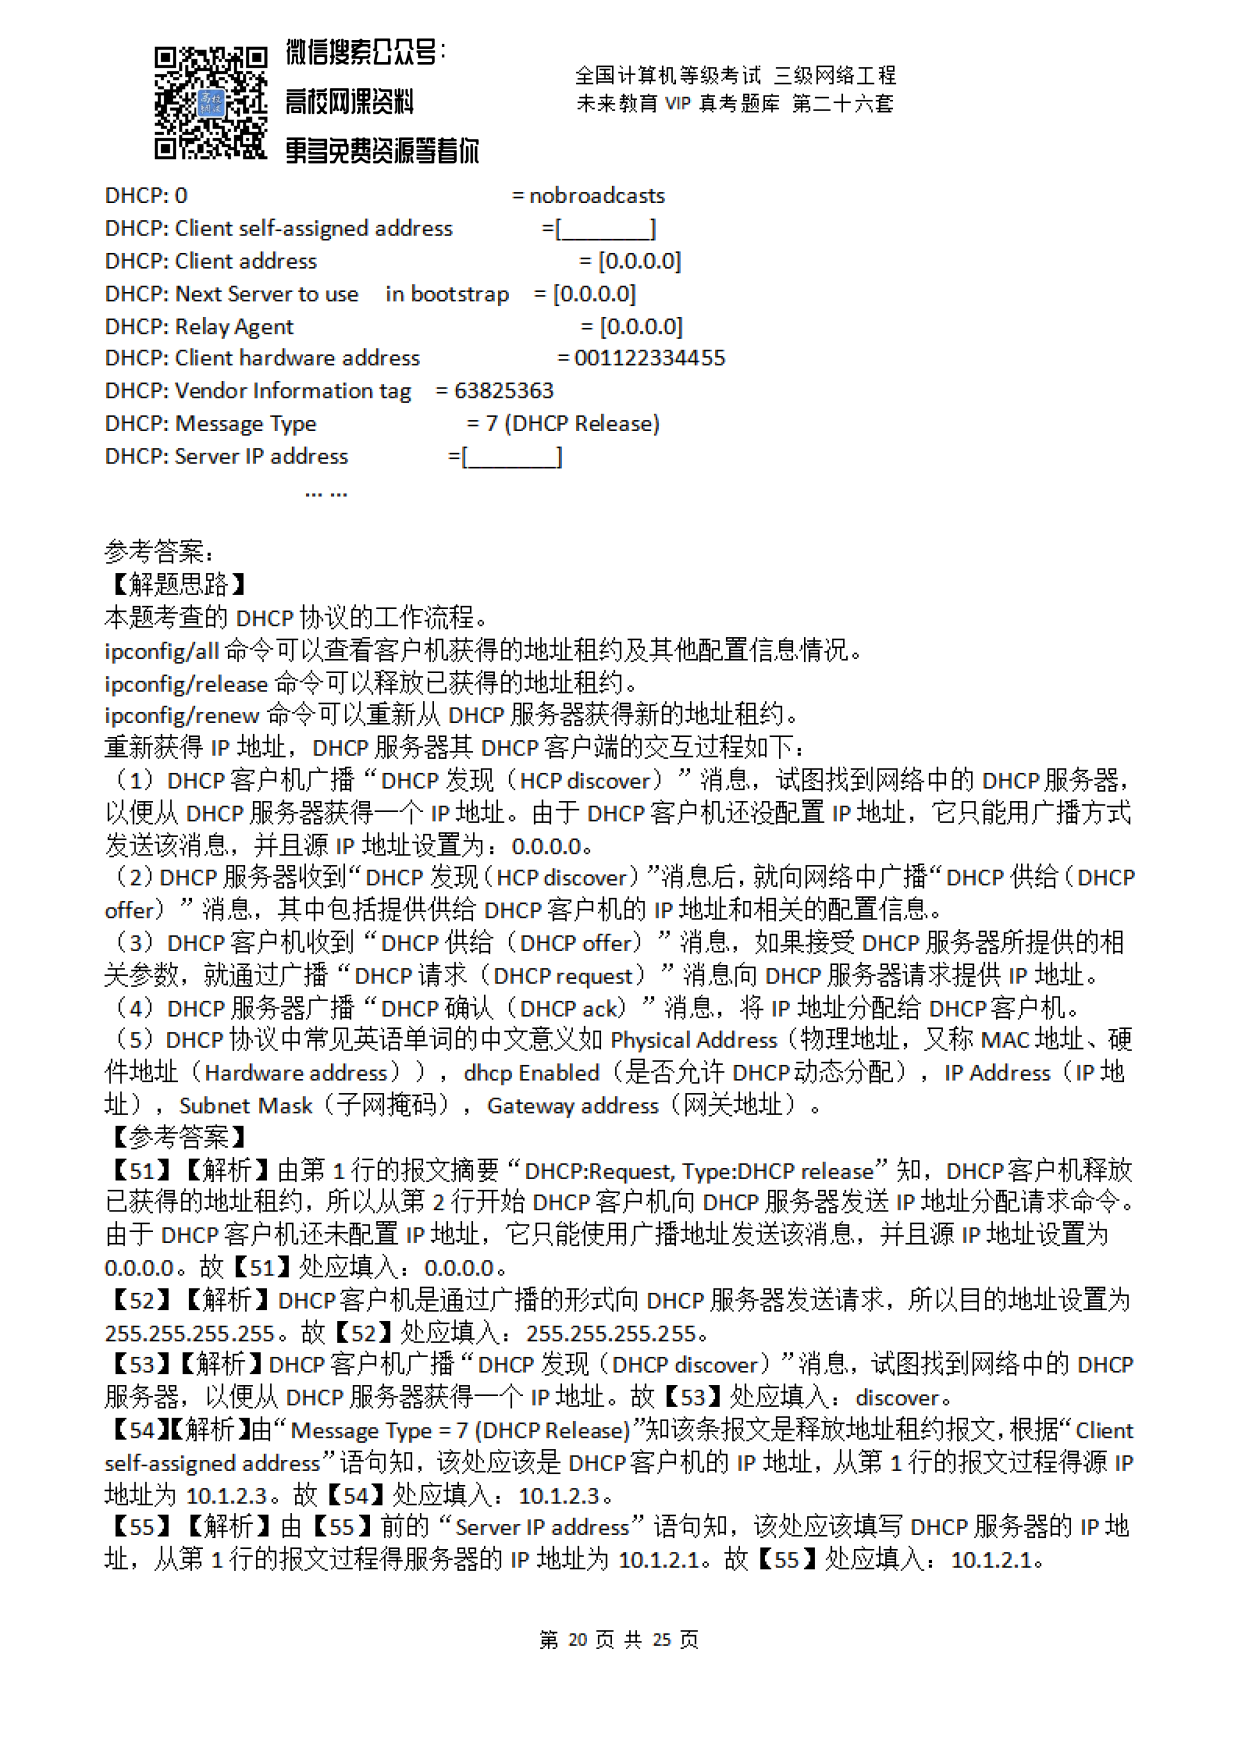 微信搜索公众号：
高校网课资料
更多免费资源等着你
全国计算机等级考试 三级网络工程
未来教育 VIP 真考题库 第二十六套
DHCP: 0 = nobroadcasts
DHCP: Client self-assigned address =[_______]
DHCP: Client address = [0.0.0.0]
DHCP: Next Server to use in bootstrap = [0.0.0.0]
DHCP: Relay Agent = [0.0.0.0]
DHCP: Client hardware address = 001122334455
DHCP: Vendor Information tag = 63825363
DHCP: Message Type = 7 (DHCP Release)
DHCP: Server IP address =[_______]
... ...
参考答案：
【解题思路】
本题考查的 DHCP 协议的工作流程。
ipconfig/all 命令可以查看客户机获得的地址租约及其他配置信息情况。
ipconfig/release 命令可以释放已获得的地址租约。
ipconfig/renew 命令可以重新从 DHCP 服务器获得新的地址租约。
重新获得 IP 地址，DHCP 服务器其 DHCP 客户端的交互过程如下：
（1）DHCP 客户机广播“DHCP 发现（HCP discover）”消息，试图找到网络中的 DHCP 服务器，
以便从 DHCP 服务器获得一个 IP 地址。由于 DHCP 客户机还没配置 IP 地址，它只能用广播方式
发送该消息，并且源 IP 地址设置为：0.0.0.0。
（2）DHCP 服务器收到“DHCP 发现（HCP discover）”消息后，就向网络中广播“DHCP 供给（DHCP
offer）”消息，其中包括提供供给 DHCP 客户机的 IP 地址和相关的配置信息。
（3）DHCP 客户机收到“DHCP 供给（DHCP offer）”消息，如果接受 DHCP 服务器所提供的相
关参数，就通过广播“DHCP 请求（DHCP request）”消息向 DHCP 服务器请求提供 IP 地址。
（4）DHCP 服务器广播“DHCP 确认（DHCP ack）”消息，将 IP 地址分配给 DHCP 客户机。
（5）DHCP 协议中常见英语单词的中文意义如 Physical Address（物理地址，又称 MAC 地址、硬
件地址（Hardware address）），dhcp Enabled（是否允许 DHCP 动态分配），IP Address（IP 地
址），Subnet Mask（子网掩码），Gateway address（网关地址）。
【参考答案】
【51】【解析】由第 1 行的报文摘要“DHCP:Request, Type:DHCP release”知，DHCP 客户机释放
已获得的地址租约，所以从第 2 行开始 DHCP 客户机向 DHCP 服务器发送 IP 地址分配请求命令。
由于 DHCP 客户机还未配置 IP 地址，它只能使用广播地址发送该消息，并且源 IP 地址设置为
0.0.0.0。故【51】处应填入：0.0.0.0。
【52】【解析】DHCP 客户机是通过广播的形式向 DHCP 服务器发送请求，所以目的地址设置为
255.255.255.255。故【52】处应填入：255.255.255.255。
【53】【解析】DHCP 客户机广播“DHCP 发现（DHCP discover）”消息，试图找到网络中的 DHCP
服务器，以便从 DHCP 服务器获得一个 IP 地址。故【53】处应填入：discover。
【54】【解析】由“Message Type = 7 (DHCP Release)”知该条报文是释放地址租约报文，根据“Client
self-assigned address”语句知，该处应该是 DHCP 客户机的 IP 地址，从第 1 行的报文过程得源 IP
地址为 10.1.2.3。故【54】处应填入：10.1.2.3。
【55】【解析】由【55】前的“Server IP address”语句知，该处应该填写 DHCP 服务器的 IP 地
址，从第 1 行的报文过程得服务器的 IP 地址为 10.1.2.1。故【55】处应填入：10.1.2.1。
第 20 页 共 25 页